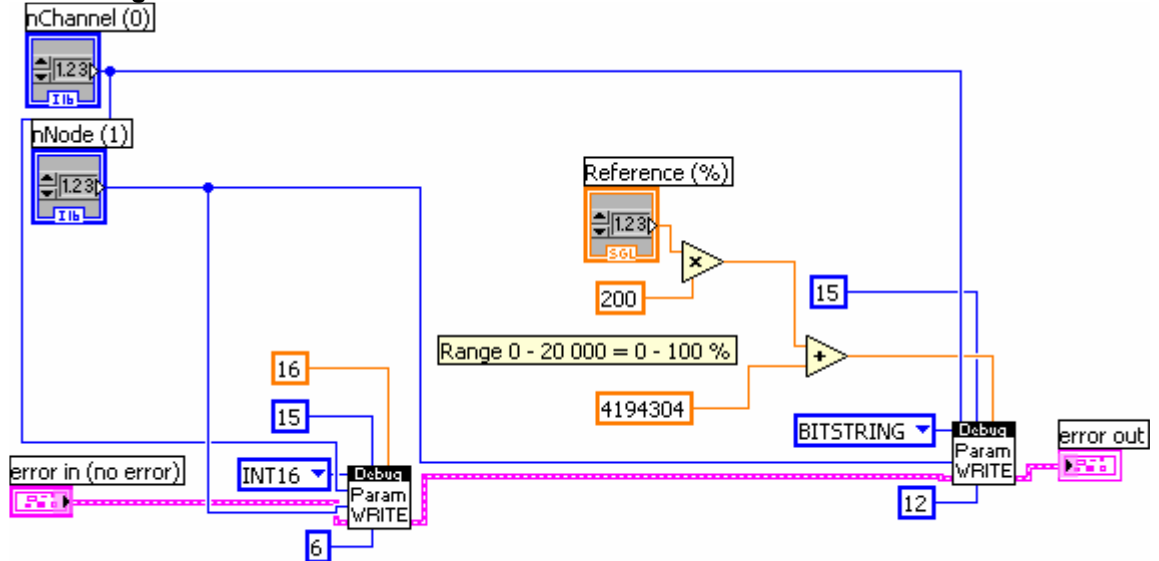 nChannel (0)
1.23
I16
nNode (1)
1.23
I16
Reference (%)
1.23
SGL
200
15
Range 0 - 20 000 = 0 - 100 %
16
4194304
15
BITSTRING
Debug
Param
WRITE
error out
error in (no error)
INT16
Debug
Param
WRITE
12
6